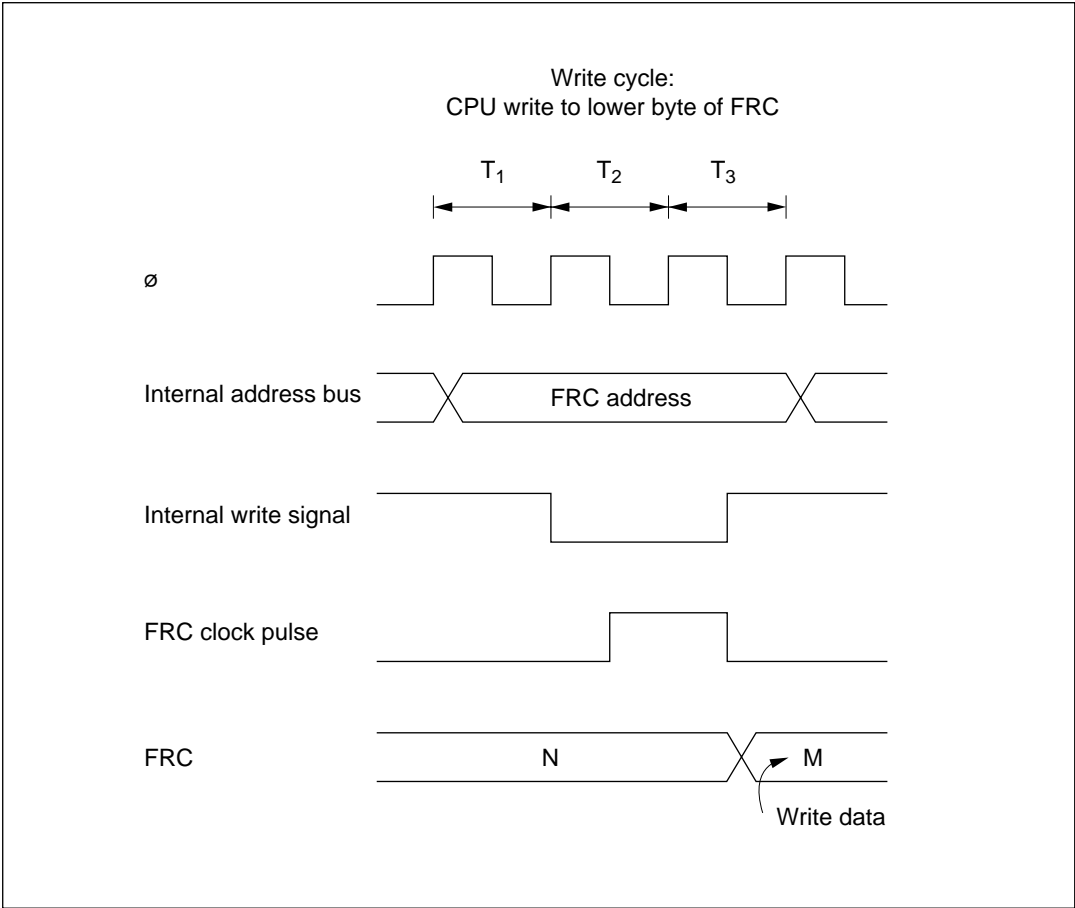 Write cycle:
CPU write to lower byte of FRC
T1 T2 T3
ø
Internal address bus
FRC address
Internal write signal
FRC clock pulse
FRC
N
M
Write data